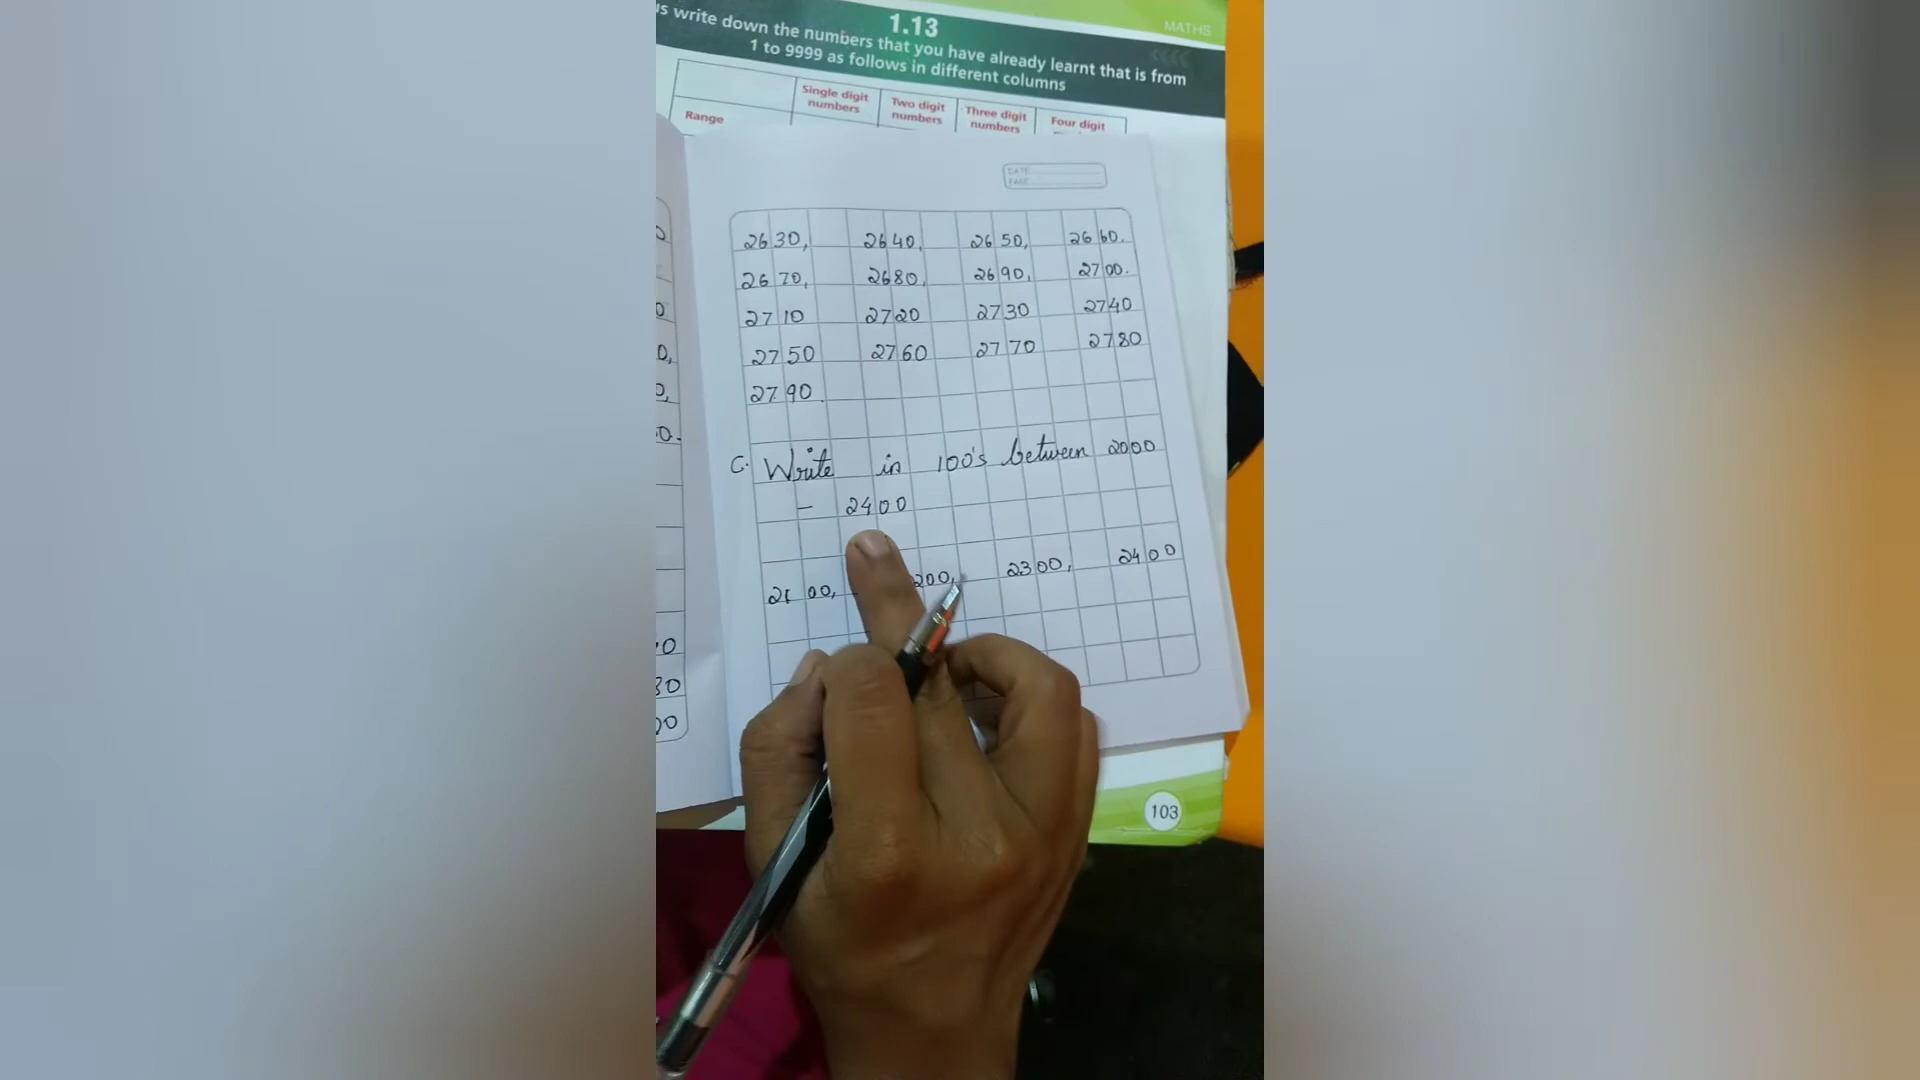 1.13
MATHS
us write down the numbers that you have already learnt that is from
1 to 9999 as follows in different columns
Range
Single digit numbers
Two digit numbers
Three digit numbers
Four digit
DATE
PAGE
2630, 2640, 2650, 2660.
2670, 2680, 2690, 2700.
2710 2720 2730 2740
2750 2760 2770 2780
2790
C. Write in 100's between 2000
- 2400
2100, 200, 2300, 2400
103